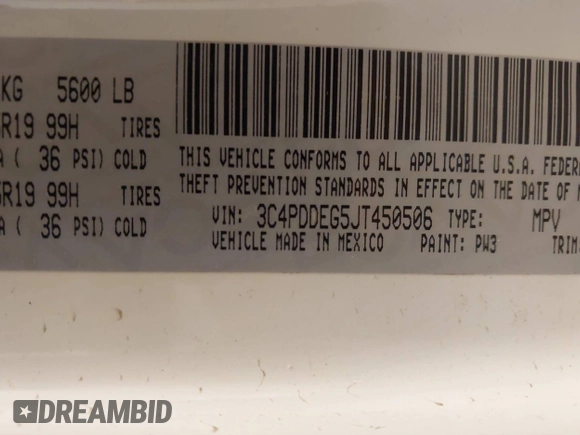 KG 5600 LB
R19 99H TIRES
A ( 36 PSI) COLD
R19 99H TIRES
A ( 36 PSI) COLD
THIS VEHICLE CONFORMS TO ALL APPLICABLE U.S.A. FEDER
THEFT PREVENTION STANDARDS IN EFFECT ON THE DATE OF
VIN: 3C4PDDEG5JT450506 TYPE: MPV
VEHICLE MADE IN MEXICO PAINT: PW3 TRIM:
DREAMBID